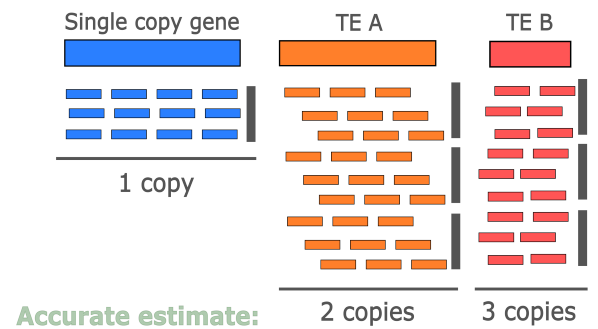 Single copy gene
TE A
TE B
1 copy
Accurate estimate:
2 copies
3 copies